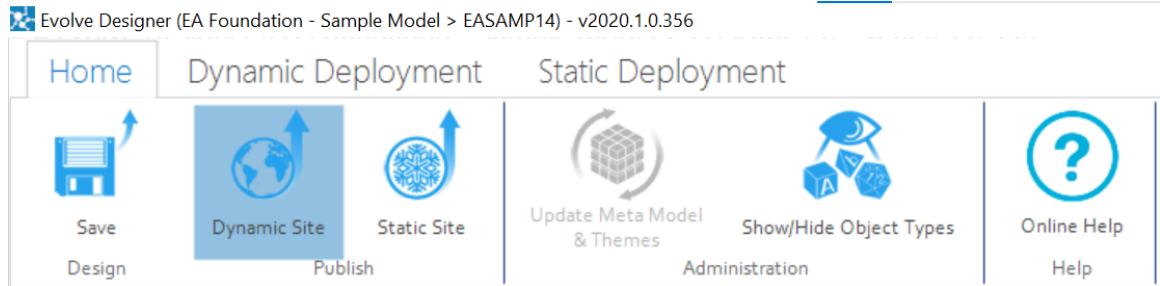 Evolve Designer (EA Foundation - Sample Model > EASAMP14) - v2020.1.0.356
Home Dynamic Deployment Static Deployment
Save
Dynamic Site
Static Site
Update Meta Model
& Themes
Show/Hide Object Types
Online Help
Design
Publish
Administration
Help